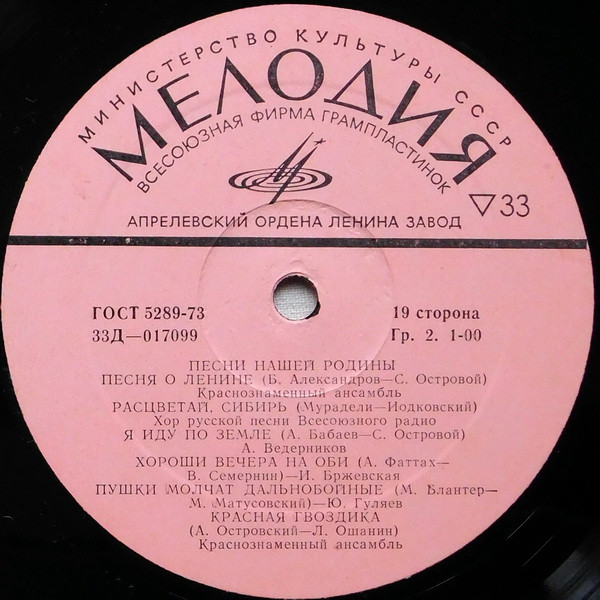 МИНИСТЕРСТВО КУЛЬТУРЫ СССР
МЕЛОДИЯ
ВСЕСОЮЗНАЯ ФИРМА ГРАМПЛАСТИНОК
33
АПРЕЛЕВСКИЙ ОРДЕНА ЛЕНИНА ЗАВОД
ГОСТ 5289-73 19 сторона
33Д—017099 Гр. 2. 1-00
ПЕСНИ НАШЕЙ РОДИНЫ
ПЕСНЯ О ЛЕНИНЕ (Б. Александров—С. Островой)
Краснознаменный ансамбль
РАСЦВЕТАЙ, СИБИРЬ (Мурадели—Иодковский)
Хор русской песни Всесоюзного радио
Я ИДУ ПО ЗЕМЛЕ (А. Бабаев—С. Островой)
А. Ведерников
ХОРОШИ ВЕЧЕРА НА ОБИ (А. Фаттах—
В. Семернин)—И. Бржевская
ПУШКИ МОЛЧАТ ДАЛЬНОБОЙНЫЕ (М. Блантер—
М. Матусовский)—Ю. Гуляев
КРАСНАЯ ГВОЗДИКА
(А. Островский—Л. Ошанин)
Краснознаменный ансамбль